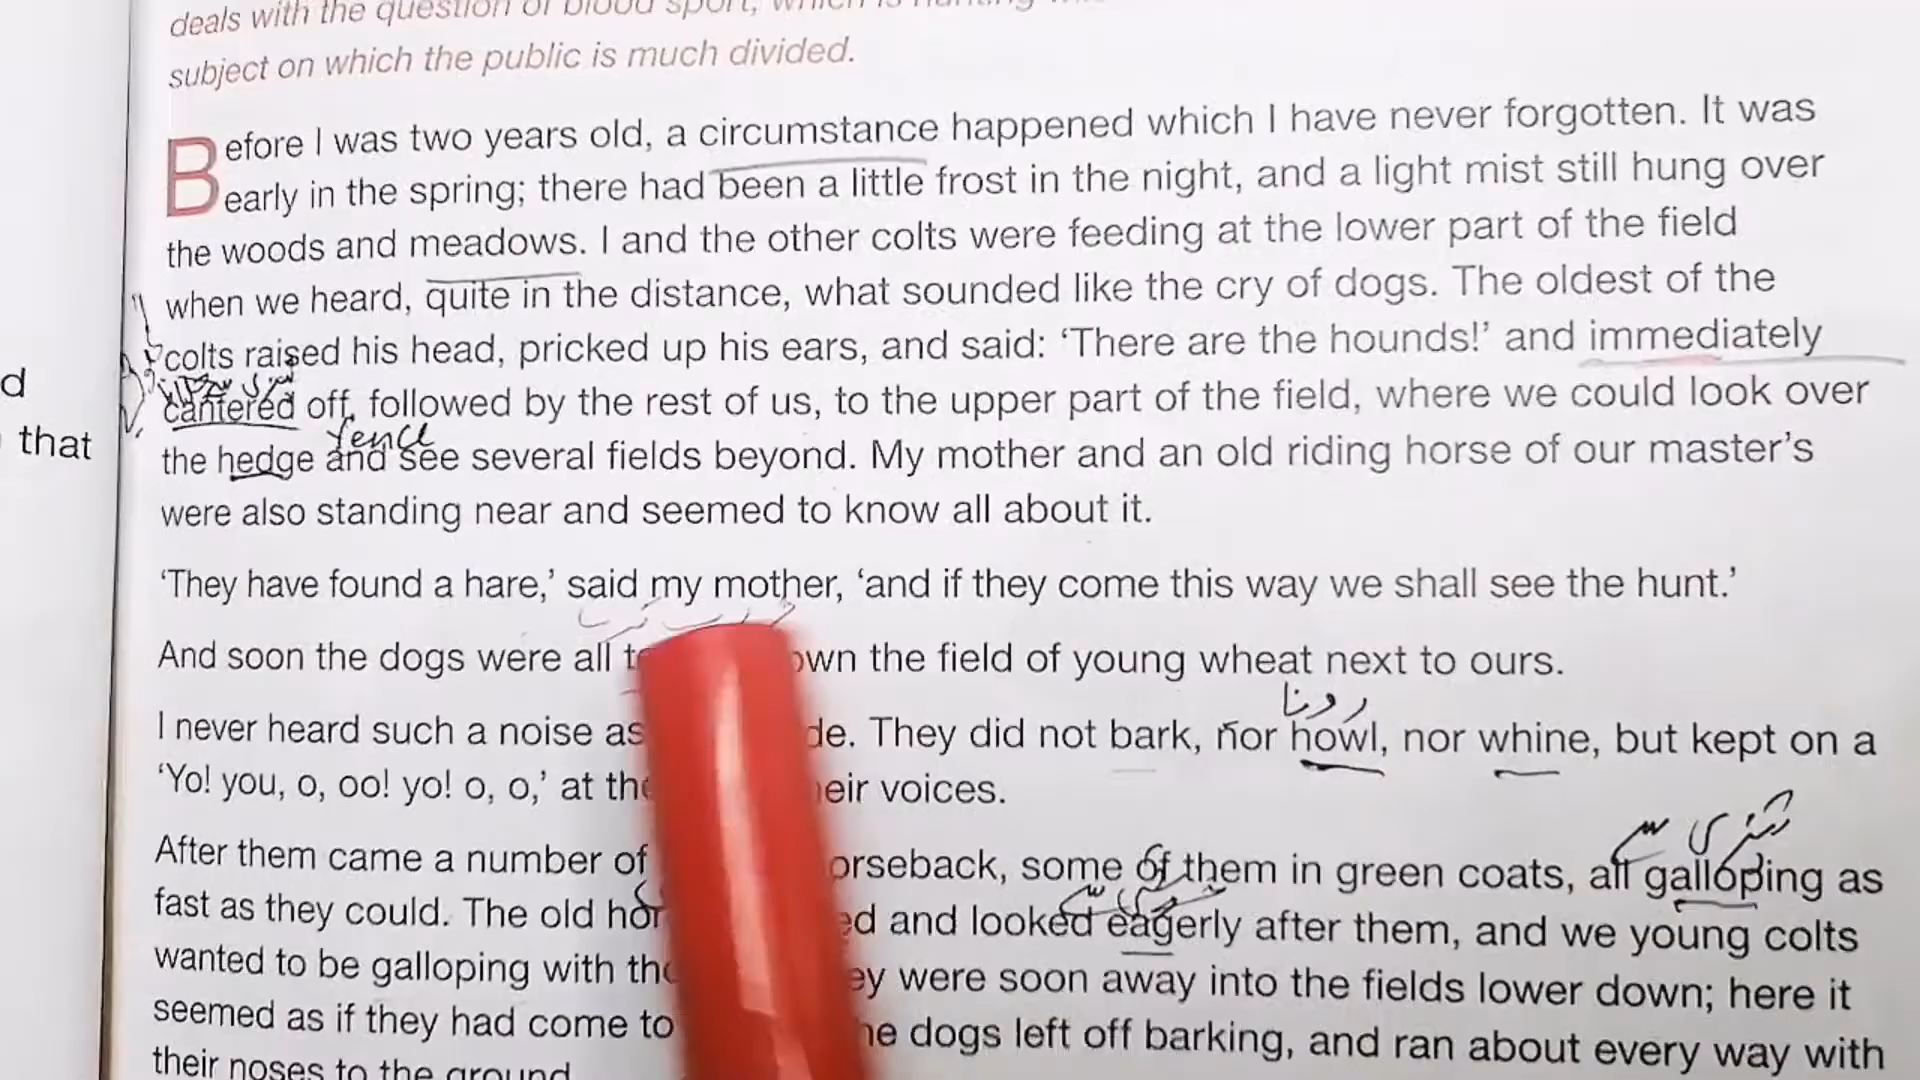 deals with the question of blood sport, which is hunting
subject on which the public is much divided.
Before I was two years old, a circumstance happened which I have never forgotten. It was
early in the spring; there had been a little frost in the night, and a light mist still hung over
the woods and meadows. I and the other colts were feeding at the lower part of the field
when we heard, quite in the distance, what sounded like the cry of dogs. The oldest of the
colts raised his head, pricked up his ears, and said: ‘There are the hounds!’ and immediately
d
cantered off, followed by the rest of us, to the upper part of the field, where we could look over
fence
that
the hedge and see several fields beyond. My mother and an old riding horse of our master’s
were also standing near and seemed to know all about it.
‘They have found a hare,’ said my mother, ‘and if they come this way we shall see the hunt.’
And soon the dogs were all own the field of young wheat next to ours.
رونا
I never heard such a noise as de. They did not bark, nor howl, nor whine, but kept on a
‘Yo! you, o, oo! yo! o, o,’ at the eir voices.
تیزی سے
After them came a number of orseback, some of them in green coats, all galloping as
fast as they could. The old hor ed and looked eagerly after them, and we young colts
wanted to be galloping with the ey were soon away into the fields lower down; here it
seemed as if they had come to he dogs left off barking, and ran about every way with
their noses to the ground